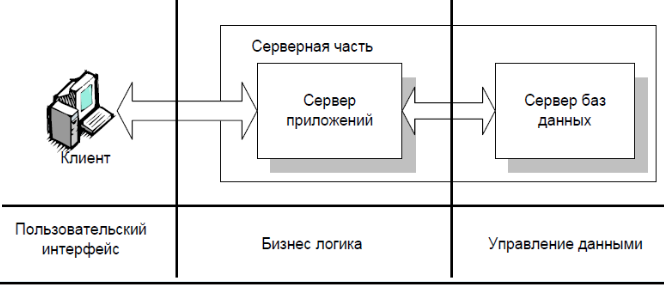 Серверная часть
Сервер
приложений
Сервер баз
данных
Клиент
Пользовательский
интерфейс
Бизнес логика
Управление данными